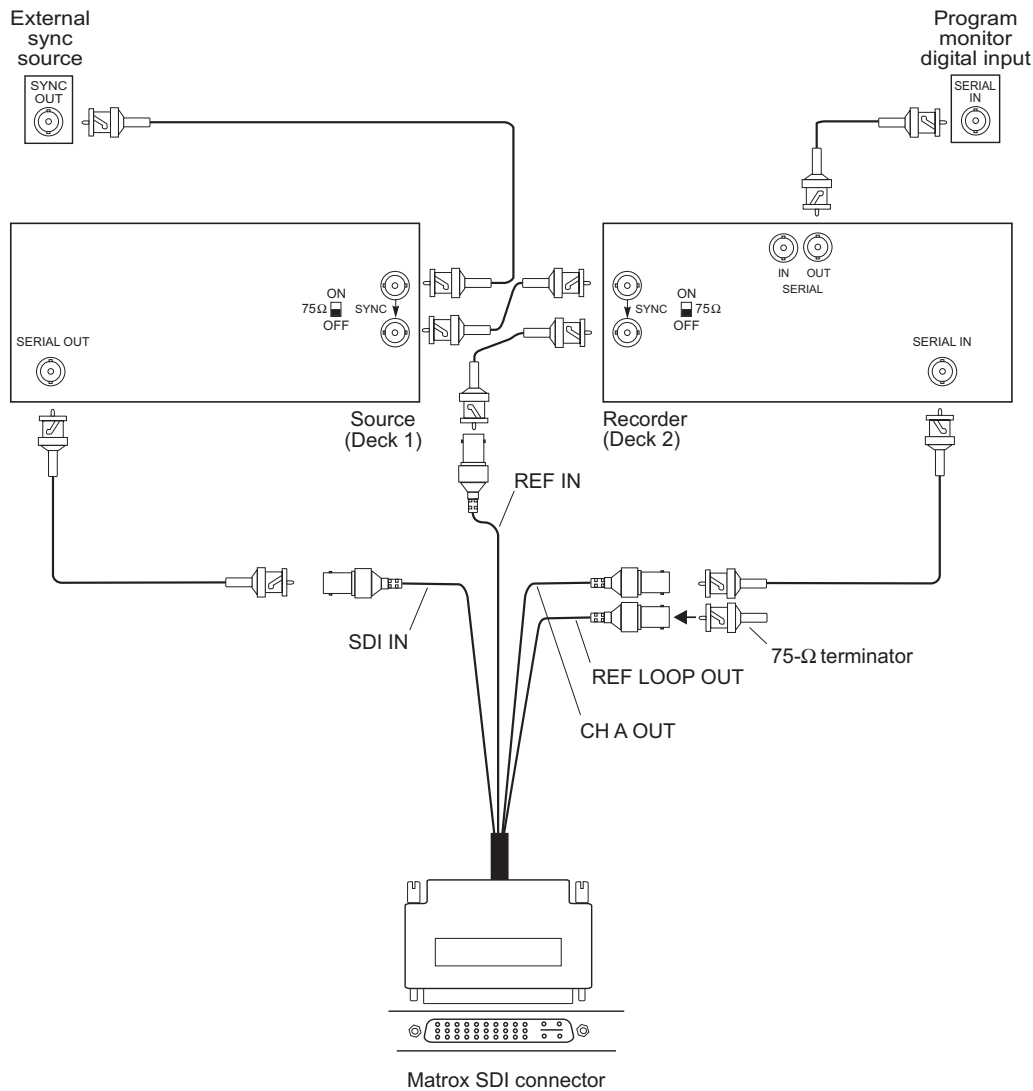 External
sync
source
SYNC
OUT
Program
monitor
digital input
SERIAL
IN
ON
75Ω
OFF
SYNC
SERIAL OUT
Source
(Deck 1)
IN
OUT
SERIAL
SYNC
ON
75Ω
OFF
SERIAL IN
Recorder
(Deck 2)
REF IN
SDI IN
75-Ω terminator
REF LOOP OUT
CH A OUT
Matrox SDI connector